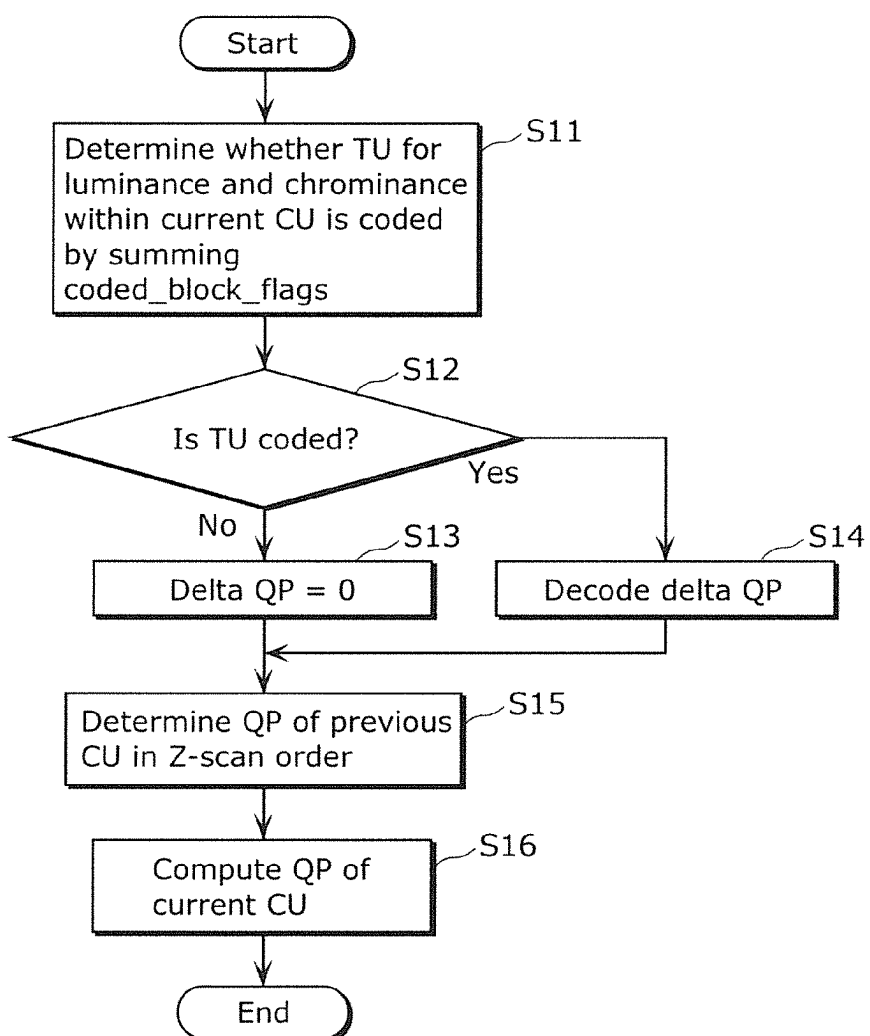 Start
S11
Determine whether TU for
luminance and chrominance
within current CU is coded
by summing
coded_block_flags
S12
Is TU coded?
Yes
No
S13
Delta QP = 0
S14
Decode delta QP
S15
Determine QP of previous
CU in Z-scan order
S16
Compute QP of
current CU
End